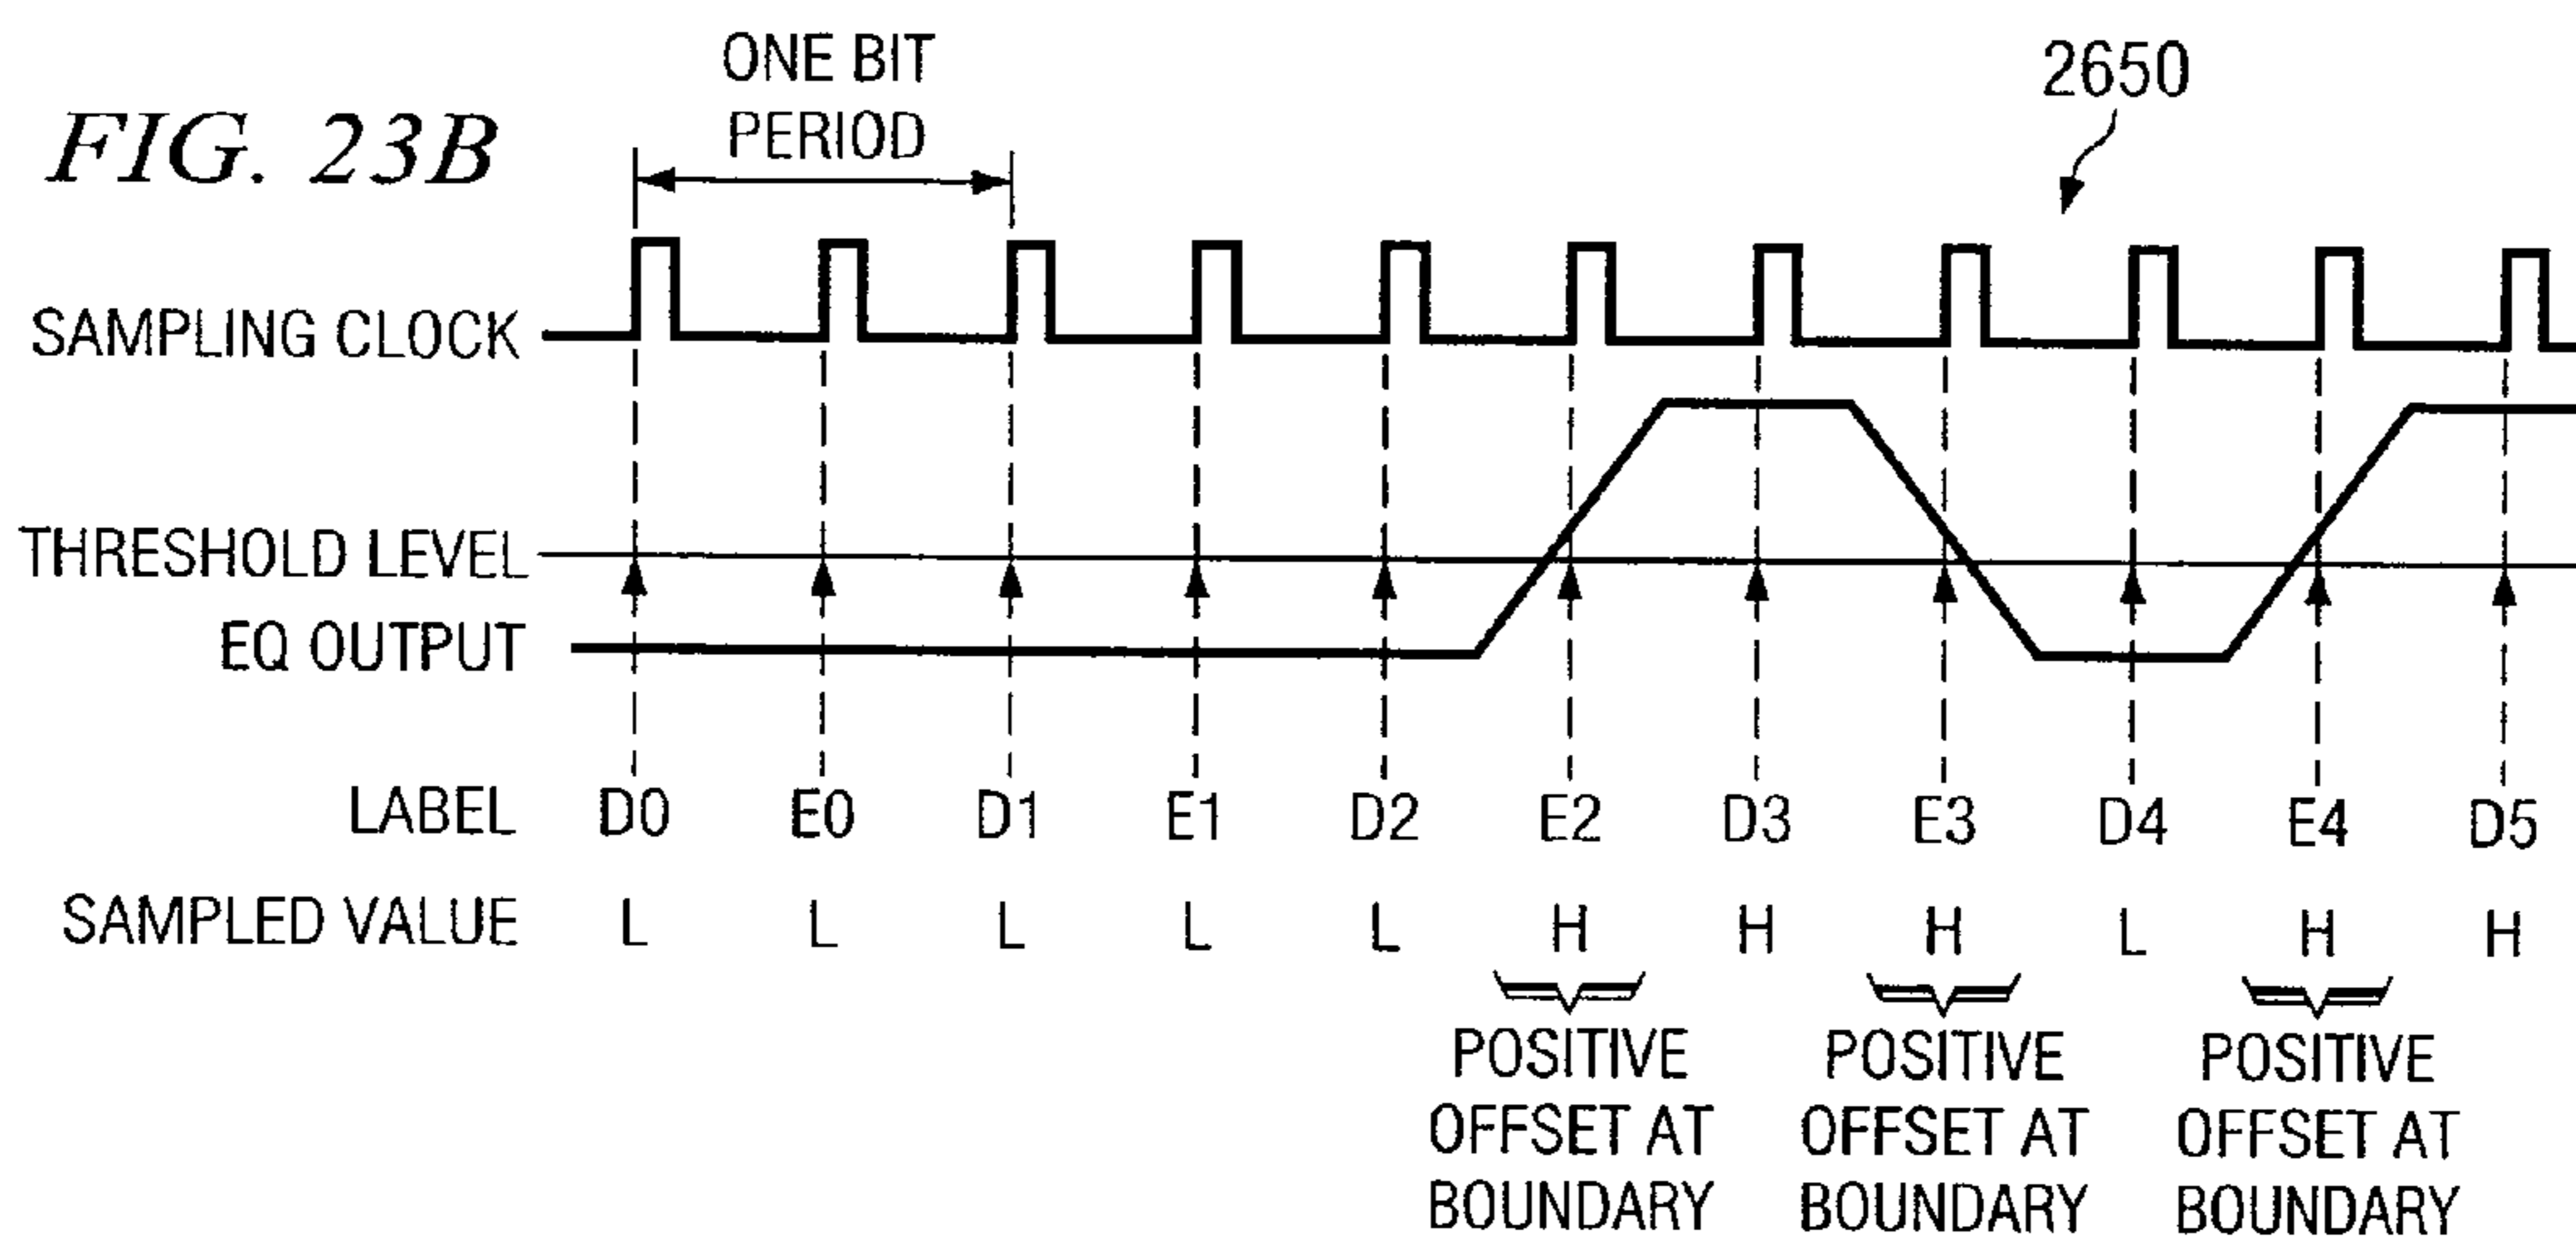 FIG. 23B
ONE BIT
PERIOD
2650
SAMPLING CLOCK
THRESHOLD LEVEL
EQ OUTPUT
LABEL D0 E0 D1 E1 D2 E2 D3 E3 D4 E4 D5
SAMPLED VALUE L L L L L H H H L H H
POSITIVE
OFFSET AT
BOUNDARY
POSITIVE
OFFSET AT
BOUNDARY
POSITIVE
OFFSET AT
BOUNDARY